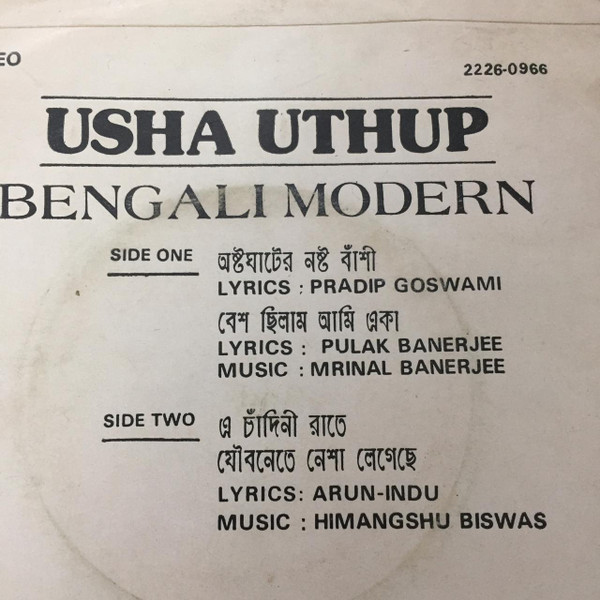 EO
2226-0966
USHA UTHUP
BENGALI MODERN
SIDE ONE অষ্টঘাটের নষ্ট বাঁশী
LYRICS : PRADIP GOSWAMI
বেশ ছিলাম আমি একা
LYRICS : PULAK BANERJEE
MUSIC : MRINAL BANERJEE
SIDE TWO এ চাঁদিনী রাতে
যৌবনেতে নেশা লেগেছে
LYRICS: ARUN-INDU
MUSIC : HIMANGSHU BISWAS